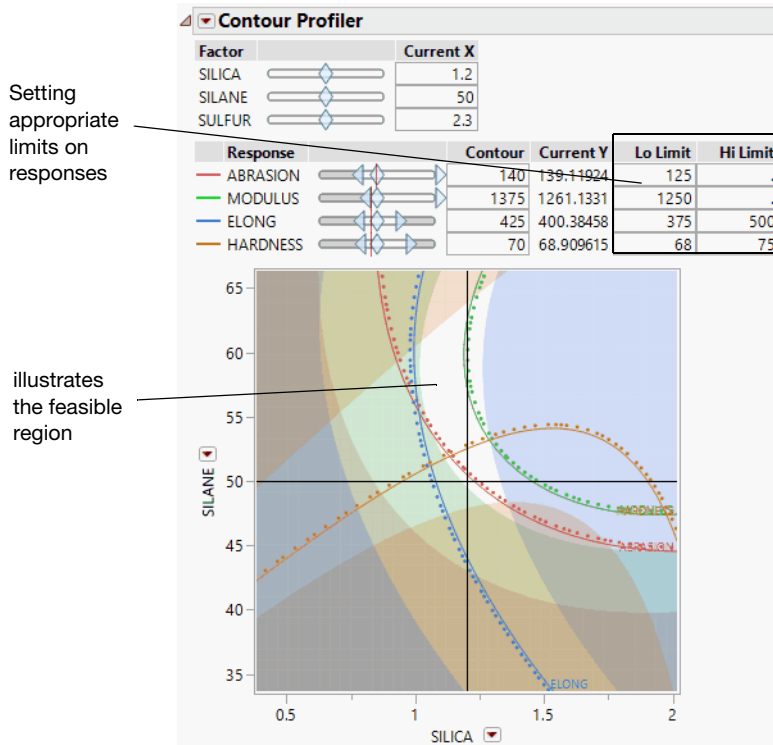 Contour Profiler
Factor Current X
SILICA 1.2
SILANE 50
SULFUR 2.3
Setting
appropriate
limits on
responses
Response Contour Current Y Lo Limit Hi Limit
ABRASION 140 139.11924 125 .
MODULUS 1375 1261.1331 1250 .
ELONG 425 400.38458 375 500
HARDNESS 70 68.909615 68 75
illustrates
the feasible
region
65
60
55
50
45
40
35
SILANE
ABRASION
ELONG
0.5 1 1.5 2
SILICA